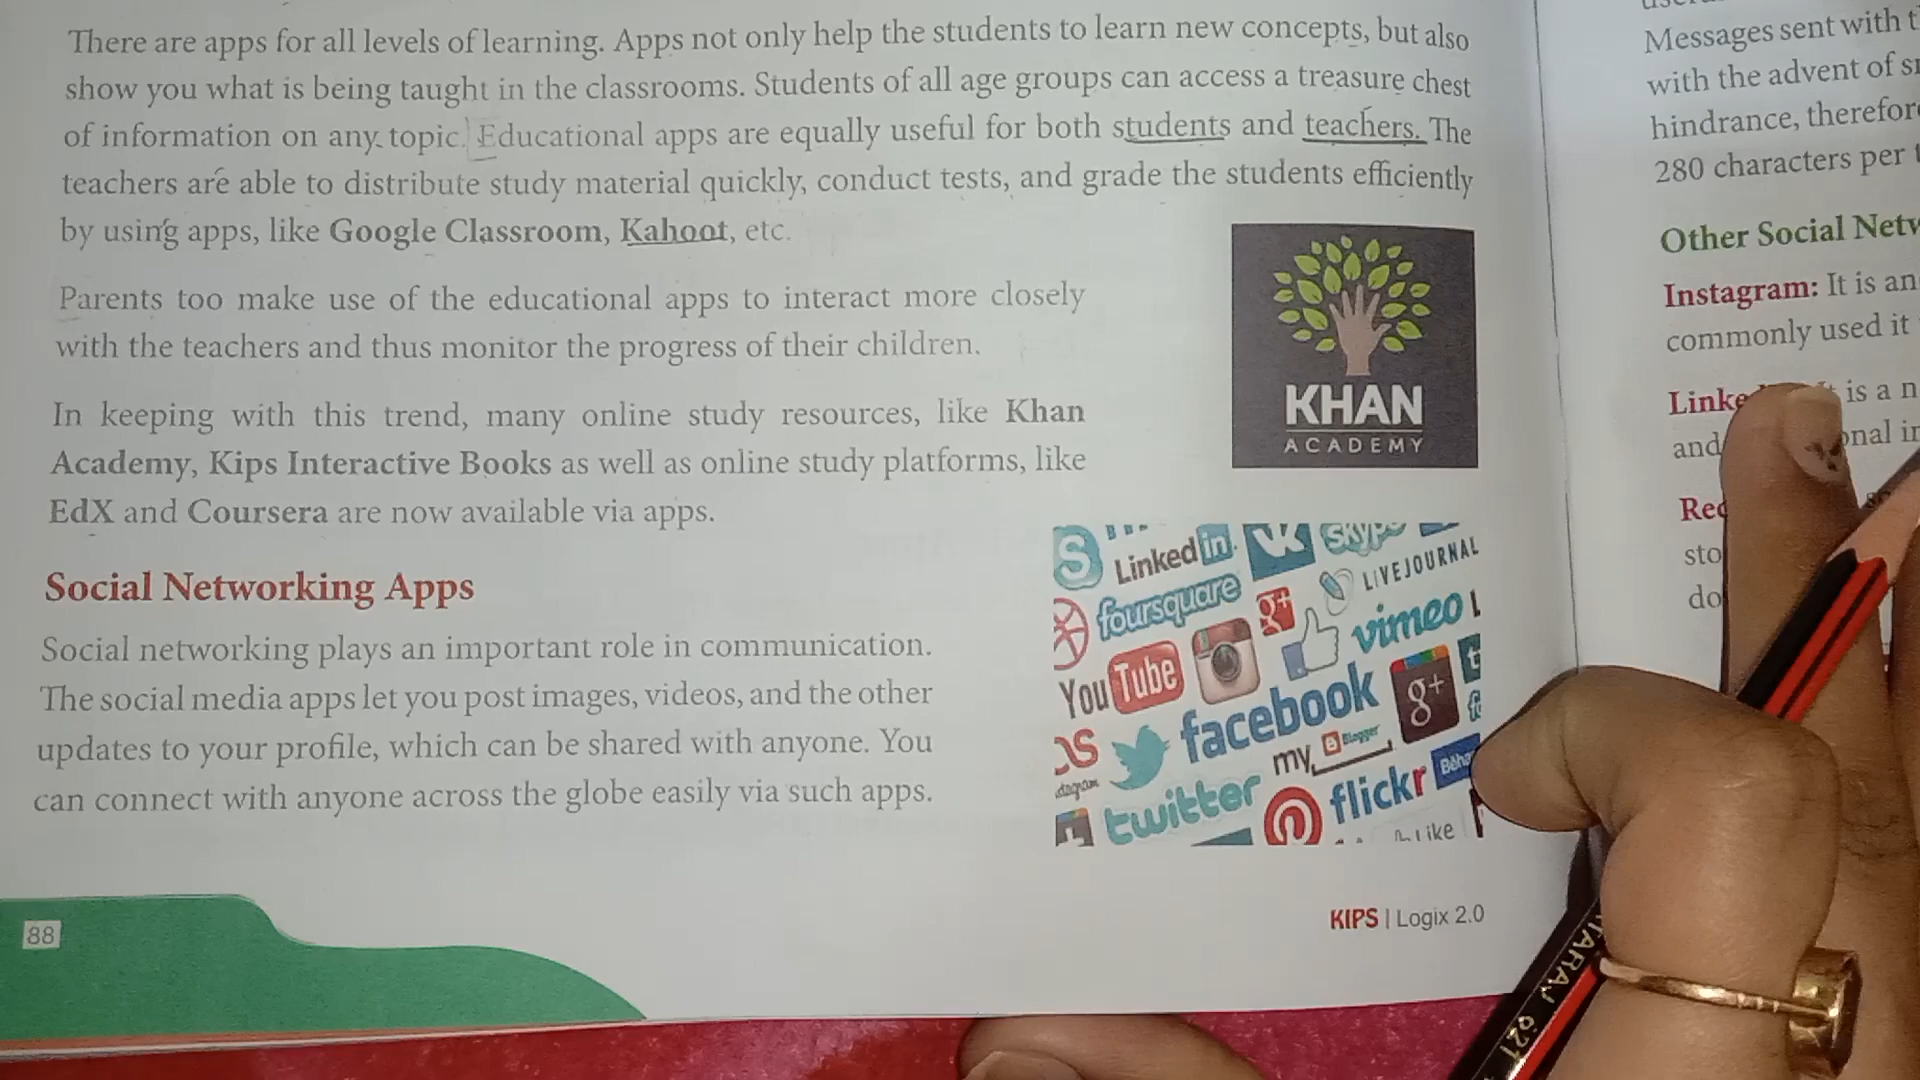 There are apps for all levels of learning. Apps not only help the students to learn new concepts, but also
show you what is being taught in the classrooms. Students of all age groups can access a treasure chest
of information on any topic. Educational apps are equally useful for both students and teachers. The
teachers are able to distribute study material quickly, conduct tests, and grade the students efficiently
by using apps, like Google Classroom, Kahoot, etc.
Parents too make use of the educational apps to interact more closely
with the teachers and thus monitor the progress of their children.
In keeping with this trend, many online study resources, like Khan
Academy, Kips Interactive Books as well as online study platforms, like
EdX and Coursera are now available via apps.
KHAN
ACADEMY
Social Networking Apps
Social networking plays an important role in communication.
The social media apps let you post images, videos, and the other
updates to your profile, which can be shared with anyone. You
can connect with anyone across the globe easily via such apps.
S Linked in VK skype
foursquare g+ LIVEJOURNAL
You Tube vimeo
facebook g+
my Blogger
twitter flickr
88
KIPS | Logix 2.0
Messages sent with
with the advent of
hindrance,
280 characters per
Other Social
Instagram: It is an
commonly used it
is a
and